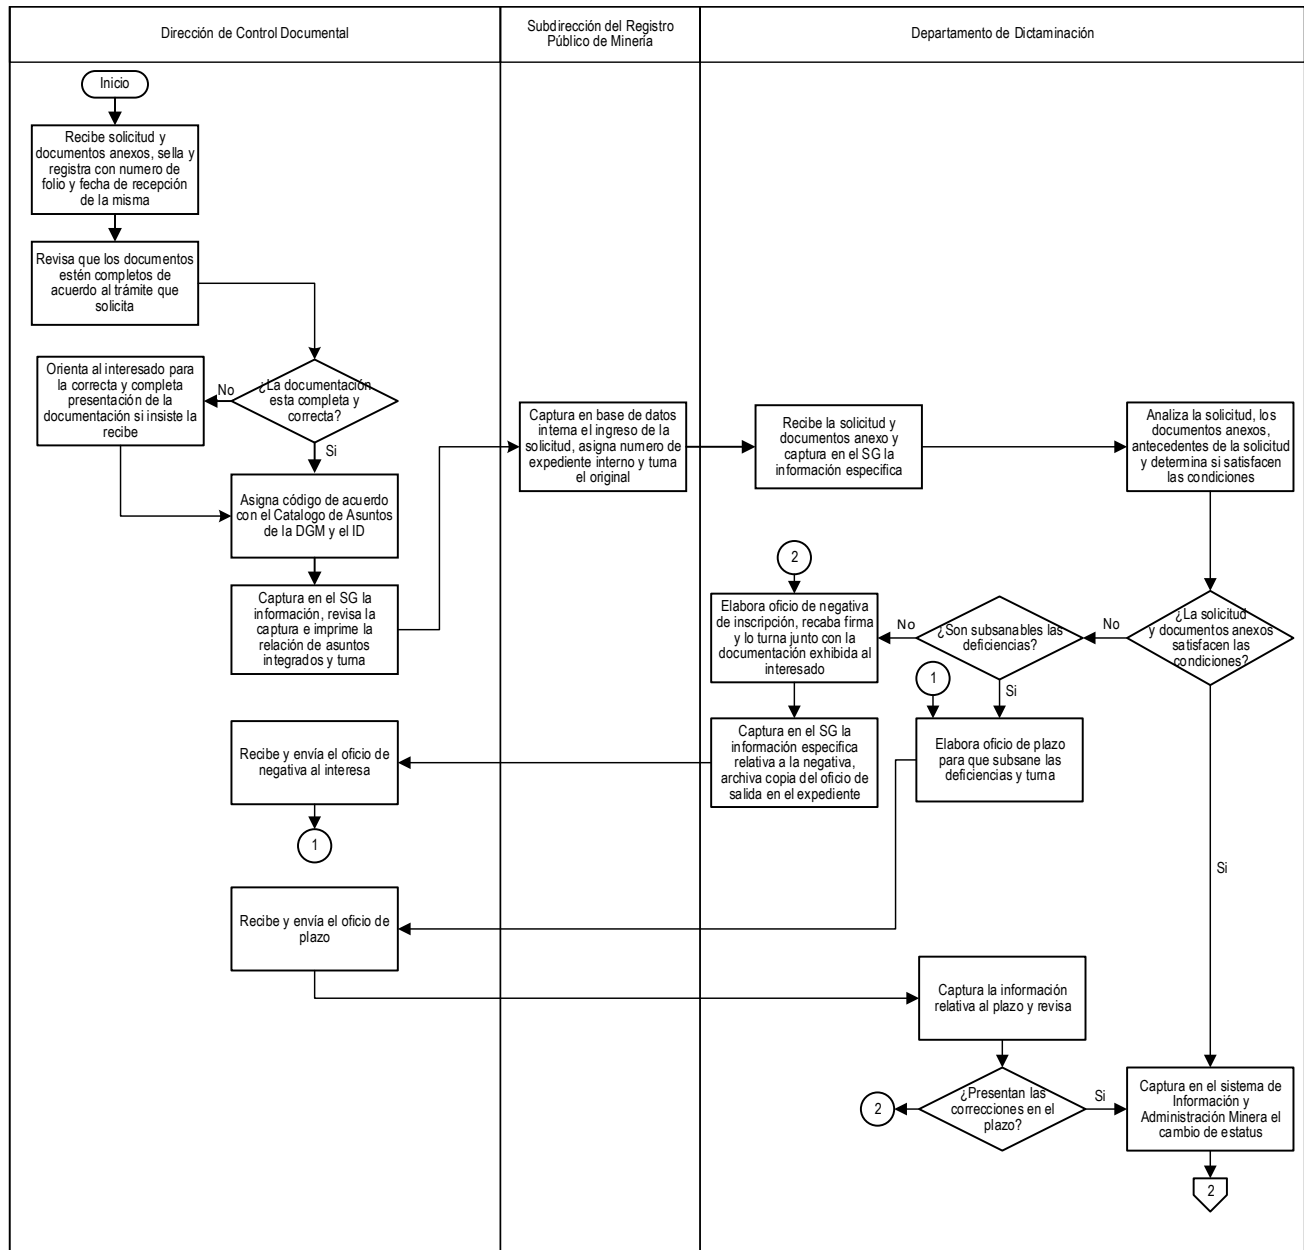 Dirección de Control Documental
Subdirección del Registro
Público de Minería
Departamento de Dictaminación
Inicio
Recibe solicitud y
documentos anexos, sella y
registra con numero de
folio y fecha de recepción
de la misma
Revisa que los documentos
estén completos de
acuerdo al trámite que
solicita
¿La documentación
esta completa y
correcta?
No
Si
Orienta al interesado para
la correcta y completa
presentación de la
documentación si insiste la
recibe
Asigna código de acuerdo
con el Catalogo de Asuntos
de la DGM y el ID
Captura en el SG la
información, revisa la
captura e imprime la
relación de asuntos
integrados y turna
Captura en base de datos
interna el ingreso de la
solicitud, asigna numero de
expediente interno y turna
el original
Recibe la solicitud y
documentos anexo y
captura en el SG la
información especifica
Analiza la solicitud, los
documentos anexos,
antecedentes de la solicitud
y determina si satisfacen
las condiciones
¿La solicitud
y documentos anexos
satisfacen las
condiciones?
No
Si
¿Son subsanables las
deficiencias?
No
Si
2
Elabora oficio de negativa
de inscripción, recaba firma
y lo turna junto con la
documentación exhibida al
interesado
1
Elabora oficio de plazo
para que subsane las
deficiencias y turna
Captura en el SG la
información especifica
relativa a la negativa,
archiva copia del oficio de
salida en el expediente
Recibe y envía el oficio de
negativa al interesa
1
Recibe y envía el oficio de
plazo
Captura la información
relativa al plazo y revisa
¿Presentan las
correcciones en el
plazo?
2
Si
Captura en el sistema de
Información y
Administración Minera el
cambio de estatus
2